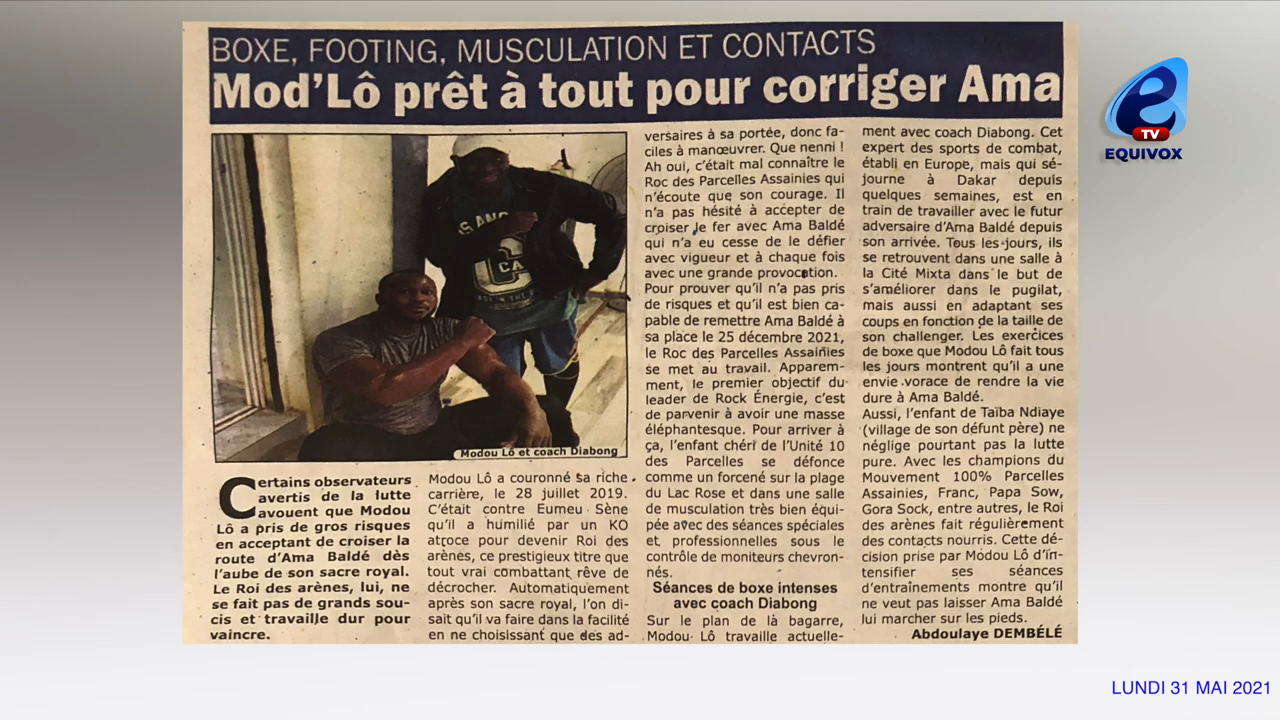 BOXE, FOOTING, MUSCULATION ET CONTACTS
Mod'Lô prêt à tout pour corriger Ama
Modou Lô et coach Diabong
Certains observateurs
avertis de la lutte
avouent que Modou
Lô a pris de gros risques
en acceptant de croiser la
route d'Ama Baldé dès
l'aube de son sacre royal.
Le Roi des arènes, lui, ne
se fait pas de grands sou-
cis et travaille dur pour
vaincre.
Modou Lô a couronné sa riche
carrière, le 28 juillet 2019.
C'était contre Eumeu Sène
qu'il a humilié par un KO
atroce pour devenir Roi des
arènes, ce prestigieux titre que
tout vrai combattant rêve de
décrocher. Automatiquement
après son sacre royal, l'on di-
sait qu'il va faire dans la facilité
en ne choisissant que des ad-
versaires à sa portée, donc fa-
ciles à manœuvrer. Que nenni !
Ah oui, c'était mal connaître le
Roc des Parcelles Assainies qui
n'écoute que son courage. Il
n'a pas hésité à accepter de
croiser le fer avec Ama Baldé
qui n'a eu cesse de le défier
avec vigueur et à chaque fois
avec une grande provocation.
Pour prouver qu'il n'a pas pris
de risques et qu'il est bien ca-
pable de remettre Ama Baldé à
sa place le 25 décembre 2021,
le Roc des Parcelles Assainies
se met au travail. Apparem-
ment, le premier objectif du
leader de Rock Énergie, c'est
de parvenir à avoir une masse
éléphantesque. Pour arriver à
ça, l'enfant chéri de l'Unité 10
des Parcelles se défonce
comme un forcené sur la plage
du Lac Rose et dans une salle
de musculation très bien équi-
pée avec des séances spéciales
et professionnelles sous le
contrôle de moniteurs chevron-
nés.
Séances de boxe intenses
avec coach Diabong
Sur le plan de la bagarre,
Modou Lô travaille actuelle-
ment avec coach Diabong. Cet
expert des sports de combat,
établi en Europe, mais qui sé-
journe à Dakar depuis
quelques semaines, est en
train de travailler avec le futur
adversaire d'Ama Baldé depuis
son arrivée. Tous les jours, ils
se retrouvent dans une salle à
la Cité Mixta dans le but de
s'améliorer dans le pugilat,
mais aussi en adaptant ses
coups en fonction de la taille de
son challenger. Les exercices
de boxe que Modou Lô fait tous
les jours montrent qu'il a une
envie vorace de rendre la vie
dure à Ama Baldé.
Aussi, l'enfant de Taïba Ndiaye
(village de son défunt père) ne
néglige pourtant pas la lutte
pure. Avec les champions du
Mouvement 100% Parcelles
Assainies, Franc, Papa Sow,
Gora Sock, entre autres, le Roi
des arènes fait régulièrement
des contacts nourris. Cette dé-
cision prise par Modou Lô d'in-
tensifier ses séances
d'entraînements montre qu'il
ne veut pas laisser Ama Baldé
lui marcher sur les pieds.
Abdoulaye DEMBÉLÉ
e
TV
EQUIVOX
LUNDI 31 MAI 2021